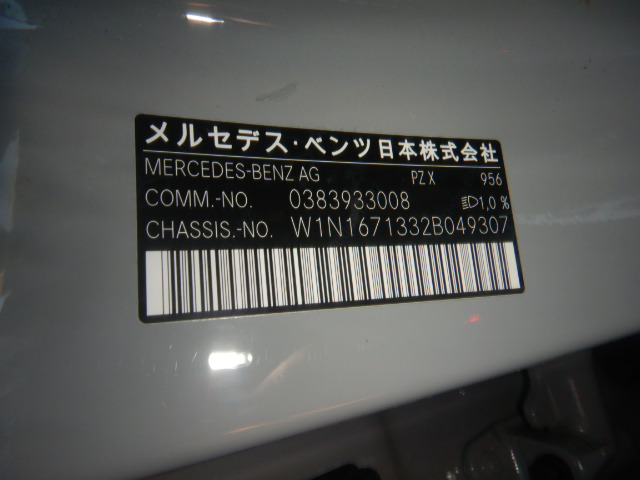 メルセデス・ベンツ日本株式会社
MERCEDES-BENZ AG PZX 956
COMM.-NO. 0383933008 1,0%
CHASSIS.-NO. W1N1671332B049307